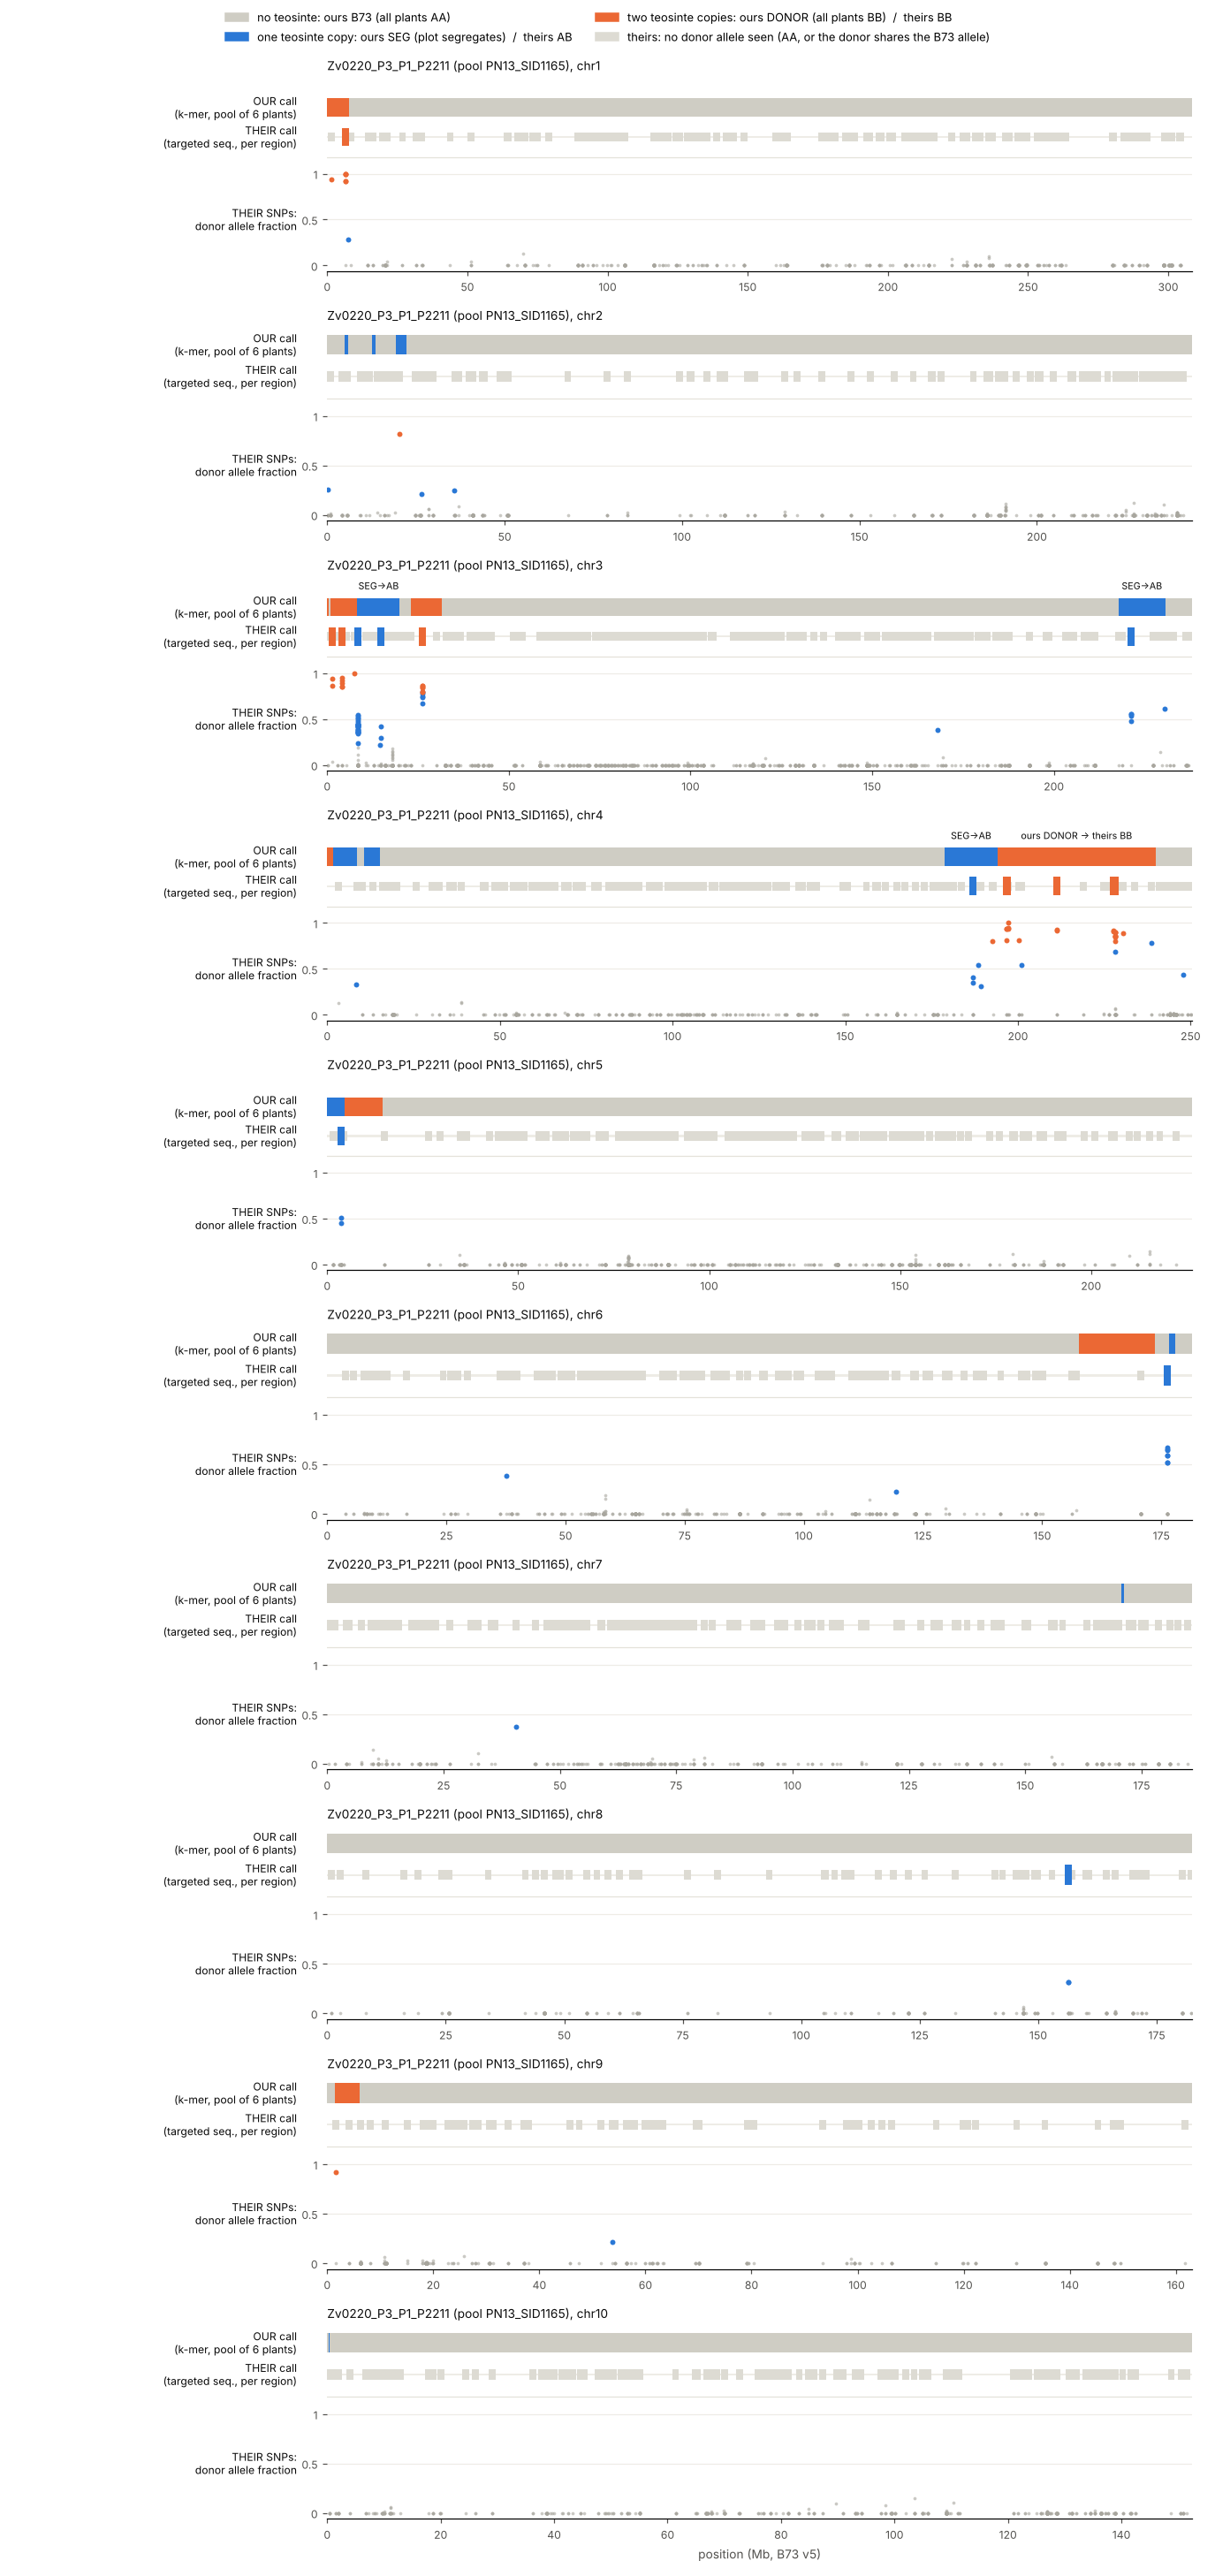 no teosinte: ours B73 (all plants AA)
two teosinte copies: ours DONOR (all plants BB) / theirs BB
one teosinte copy: ours SEG (plot segregates) / theirs AB
theirs: no donor allele seen (AA, or the donor shares the B73 allele)
Zv0220_P3_P1_P2211 (pool PN13_SID1165), chr1
OUR call
(k-mer, pool of 6 plants)
THEIR call
(targeted seq., per region)
1
THEIR SNPs:
donor allele fraction
0.5
0
0 50 100 150 200 250 300
Zv0220_P3_P1_P2211 (pool PN13_SID1165), chr2
OUR call
(k-mer, pool of 6 plants)
THEIR call
(targeted seq., per region)
1
THEIR SNPs:
donor allele fraction
0.5
0
0 50 100 150 200
Zv0220_P3_P1_P2211 (pool PN13_SID1165), chr3
SEG→AB SEG→AB
OUR call
(k-mer, pool of 6 plants)
THEIR call
(targeted seq., per region)
1
THEIR SNPs:
donor allele fraction
0.5
0
0 50 100 150 200
Zv0220_P3_P1_P2211 (pool PN13_SID1165), chr4
SEG→AB ours DONOR → theirs BB
OUR call
(k-mer, pool of 6 plants)
THEIR call
(targeted seq., per region)
1
THEIR SNPs:
donor allele fraction
0.5
0
0 50 100 150 200 250
Zv0220_P3_P1_P2211 (pool PN13_SID1165), chr5
OUR call
(k-mer, pool of 6 plants)
THEIR call
(targeted seq., per region)
1
THEIR SNPs:
donor allele fraction
0.5
0
0 50 100 150 200
Zv0220_P3_P1_P2211 (pool PN13_SID1165), chr6
OUR call
(k-mer, pool of 6 plants)
THEIR call
(targeted seq., per region)
1
THEIR SNPs:
donor allele fraction
0.5
0
0 25 50 75 100 125 150 175
Zv0220_P3_P1_P2211 (pool PN13_SID1165), chr7
OUR call
(k-mer, pool of 6 plants)
THEIR call
(targeted seq., per region)
1
THEIR SNPs:
donor allele fraction
0.5
0
0 25 50 75 100 125 150 175
Zv0220_P3_P1_P2211 (pool PN13_SID1165), chr8
OUR call
(k-mer, pool of 6 plants)
THEIR call
(targeted seq., per region)
1
THEIR SNPs:
donor allele fraction
0.5
0
0 25 50 75 100 125 150 175
Zv0220_P3_P1_P2211 (pool PN13_SID1165), chr9
OUR call
(k-mer, pool of 6 plants)
THEIR call
(targeted seq., per region)
1
THEIR SNPs:
donor allele fraction
0.5
0
0 20 40 60 80 100 120 140 160
Zv0220_P3_P1_P2211 (pool PN13_SID1165), chr10
OUR call
(k-mer, pool of 6 plants)
THEIR call
(targeted seq., per region)
1
THEIR SNPs:
donor allele fraction
0.5
0
0 20 40 60 80 100 120 140
position (Mb, B73 v5)